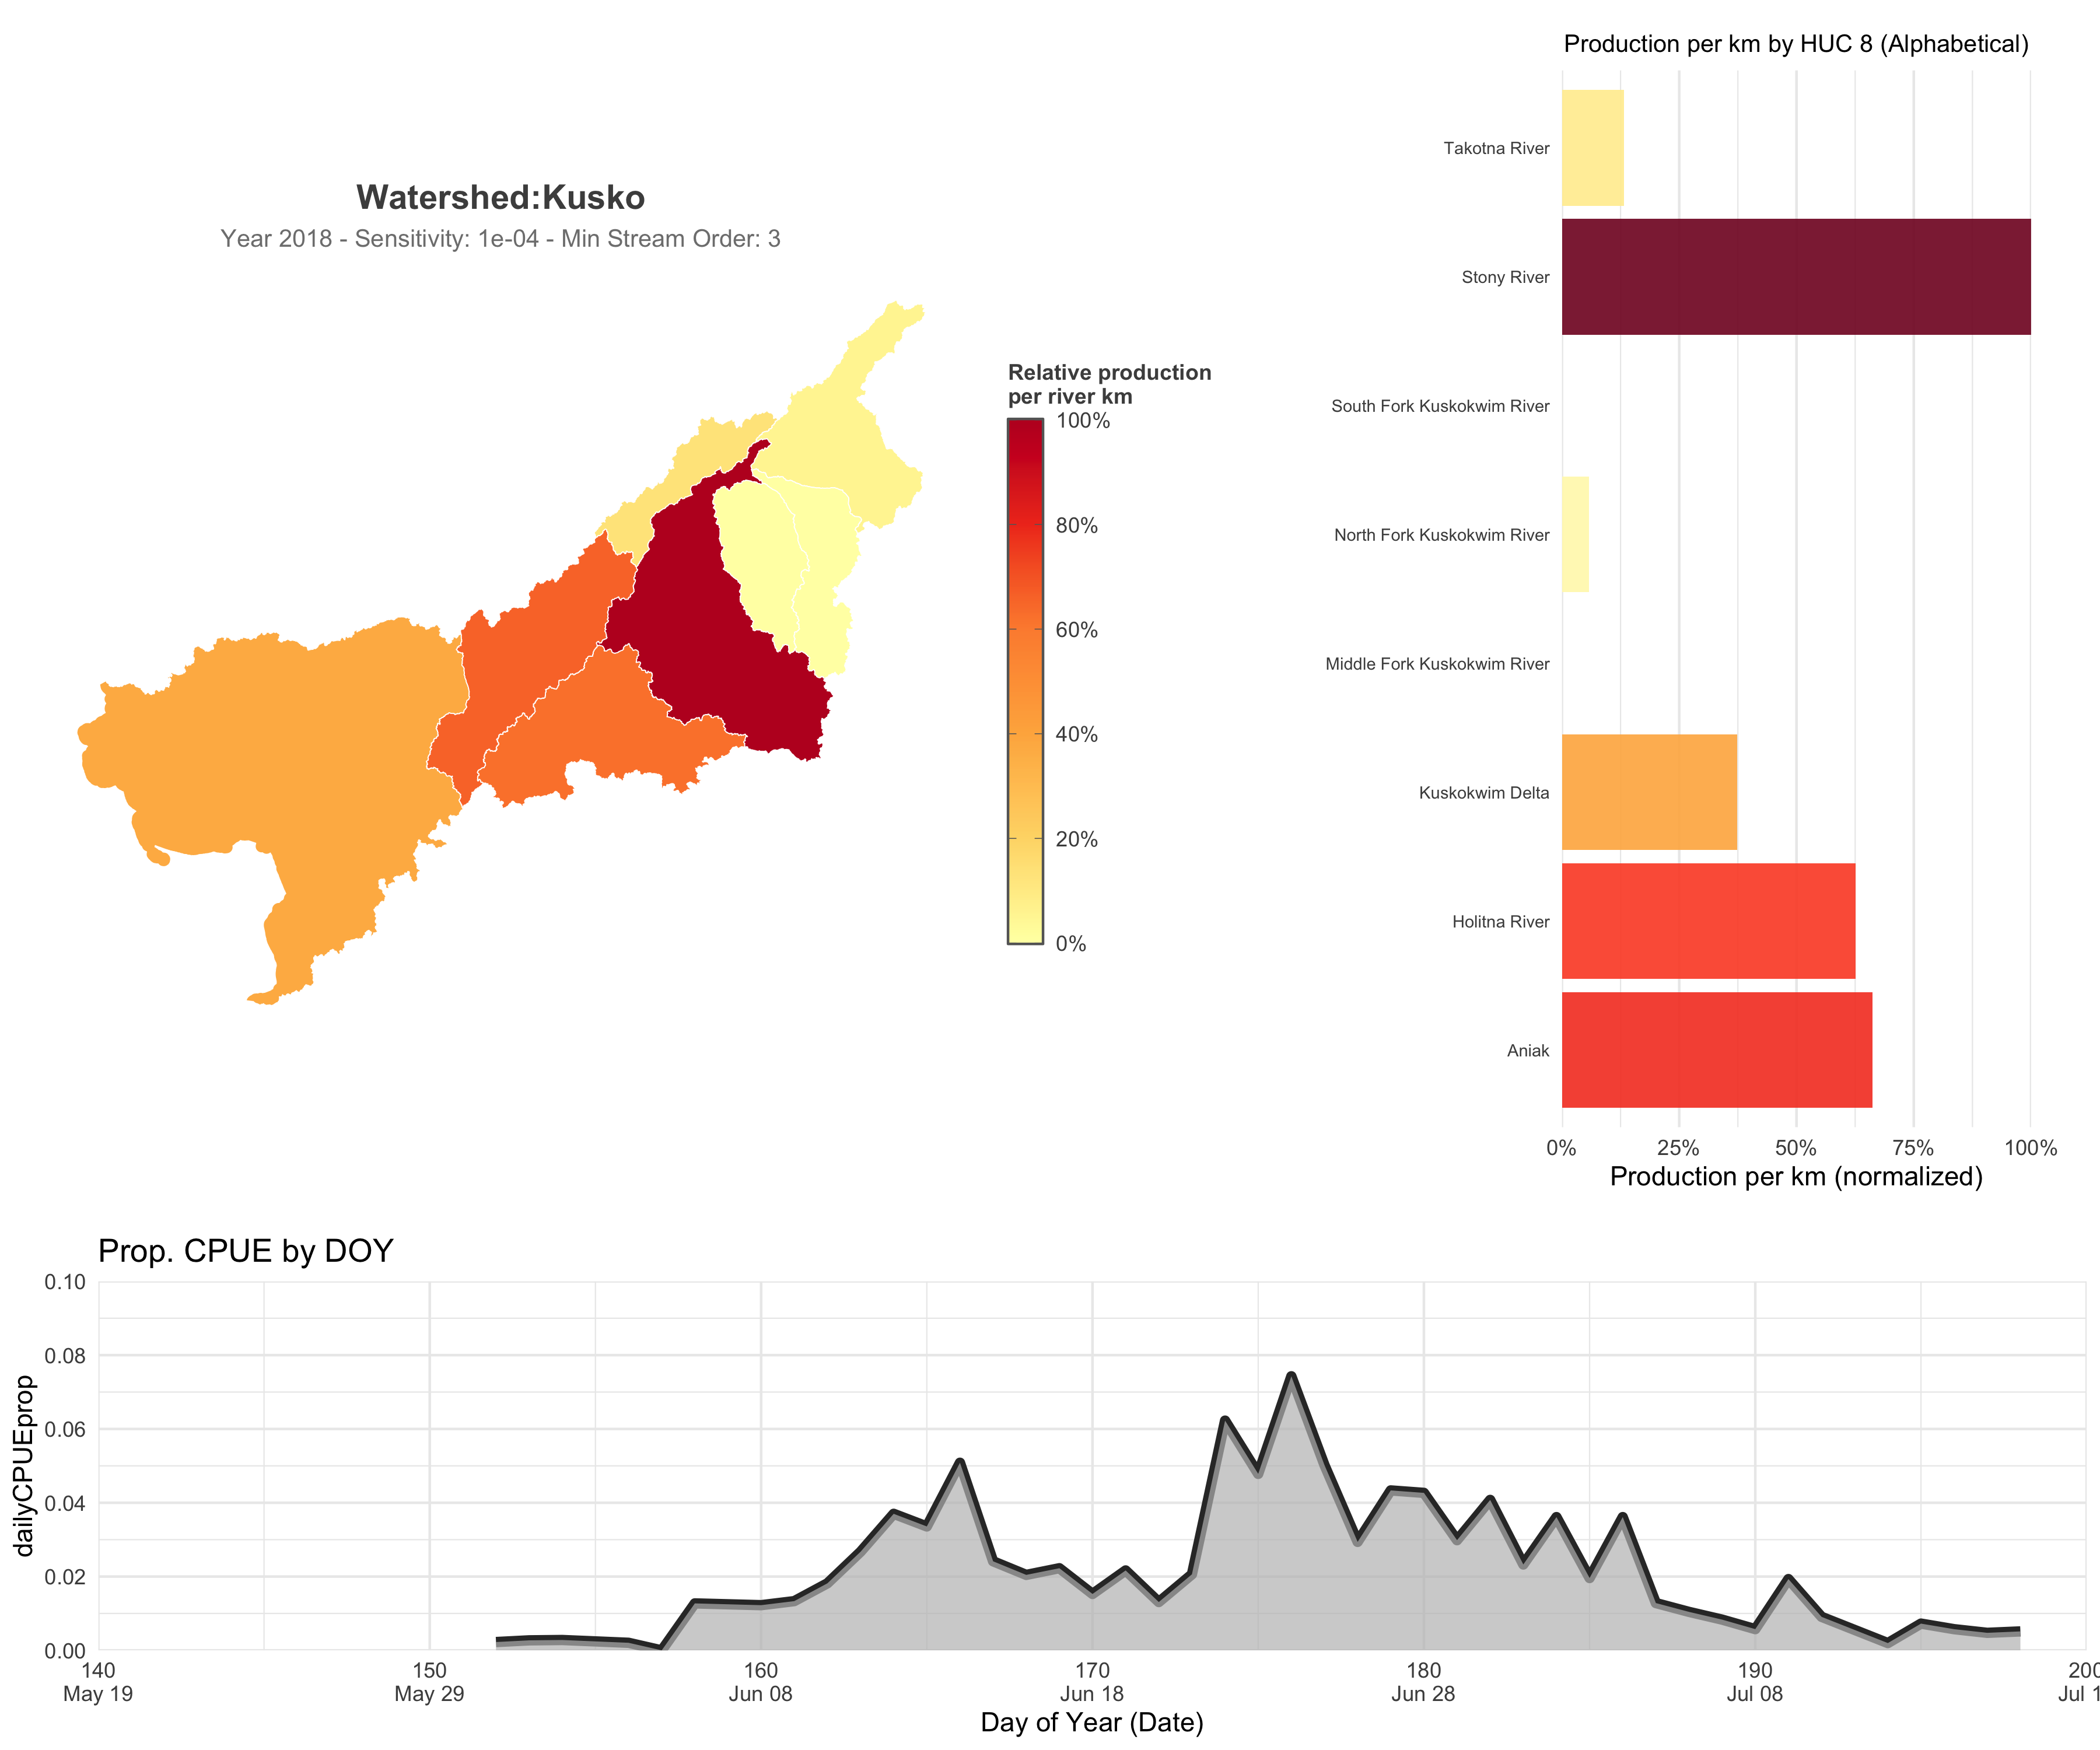 Production per km by HUC 8 (Alphabetical)
Takotna River
Stony River
South Fork Kuskokwim River
North Fork Kuskokwim River
Middle Fork Kuskokwim River
Kuskokwim Delta
Holitna River
Aniak
0% 25% 50% 75% 100%
Production per km (normalized)
Watershed:Kusko
Year 2018 - Sensitivity: 1e-04 - Min Stream Order: 3
Relative production
per river km
100%
80%
60%
40%
20%
0%
Prop. CPUE by DOY
dailyCPUEprop
0.10
0.08
0.06
0.04
0.02
0.00
140 150 160 170 180 190 200
May 19 May 29 Jun 08 Jun 18 Jun 28 Jul 08 Jul 1
Day of Year (Date)